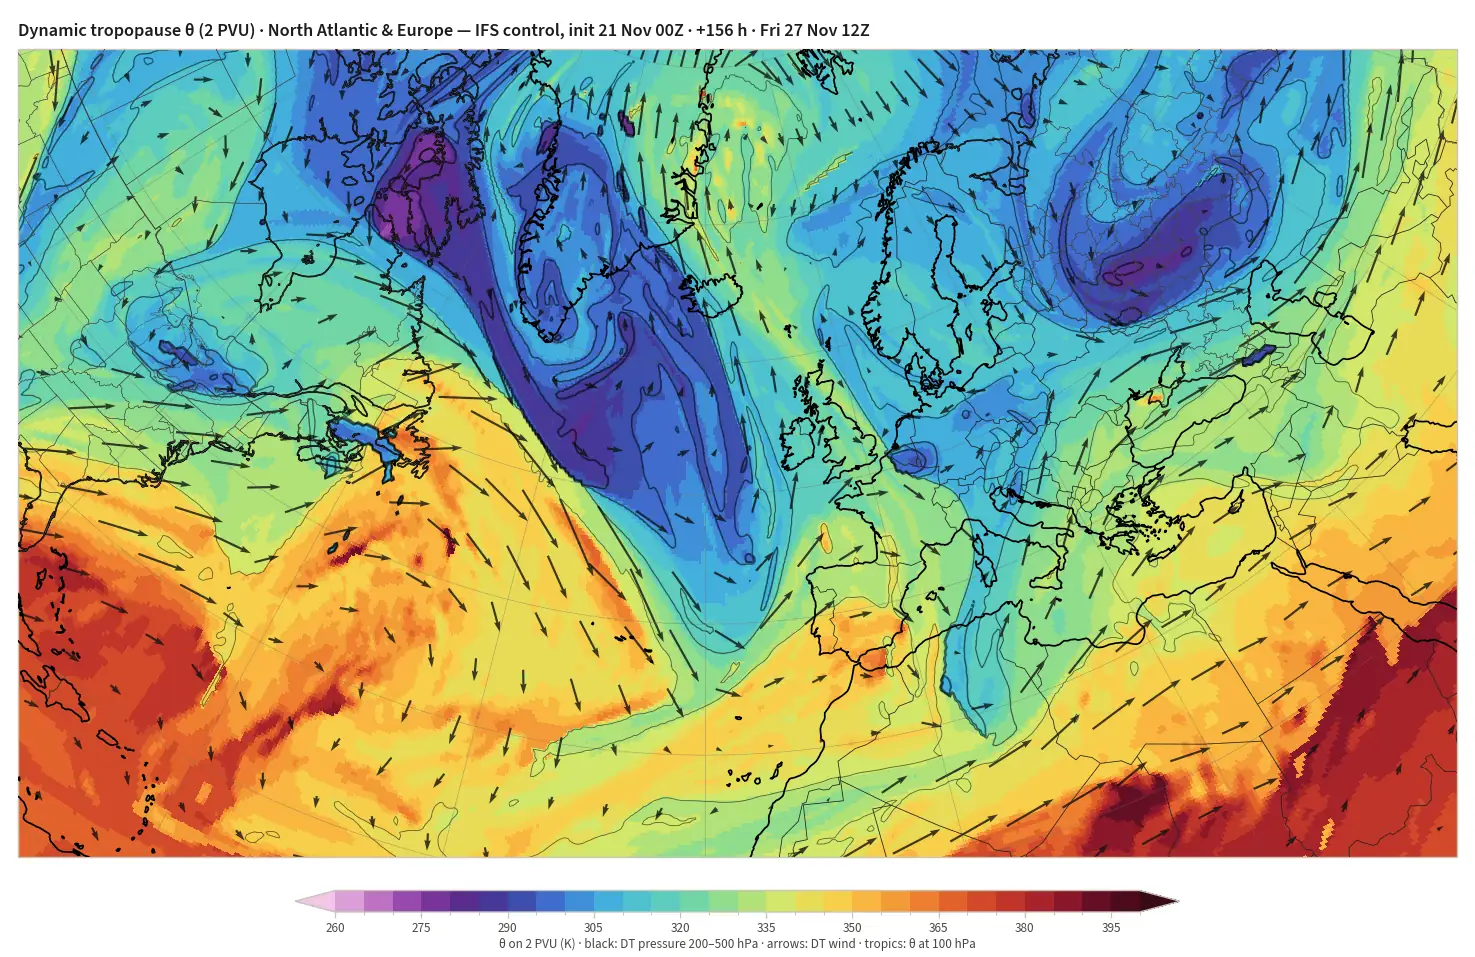 Dynamic tropopause θ (2 PVU) · North Atlantic & Europe — IFS control, init 21 Nov 00Z · +156 h · Fri 27 Nov 12Z
260 275 290 305 320 335 350 365 380 395
θ on 2 PVU (K) · black: DT pressure 200–500 hPa · arrows: DT wind · tropics: θ at 100 hPa